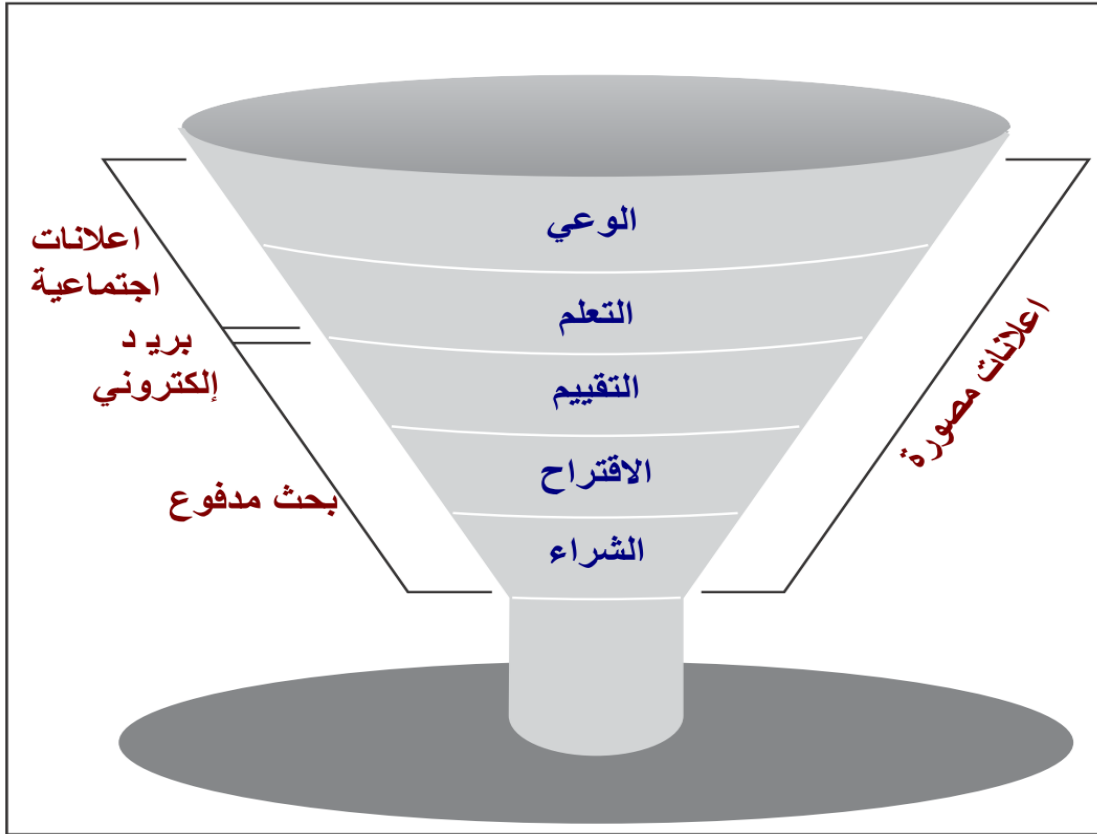 الوعي
التعلم
التقييم
الاقتراح
الشراء
اعلانات
اجتماعية
بريد
إلكتروني
بحث مدفوع
اعلانات مصورة